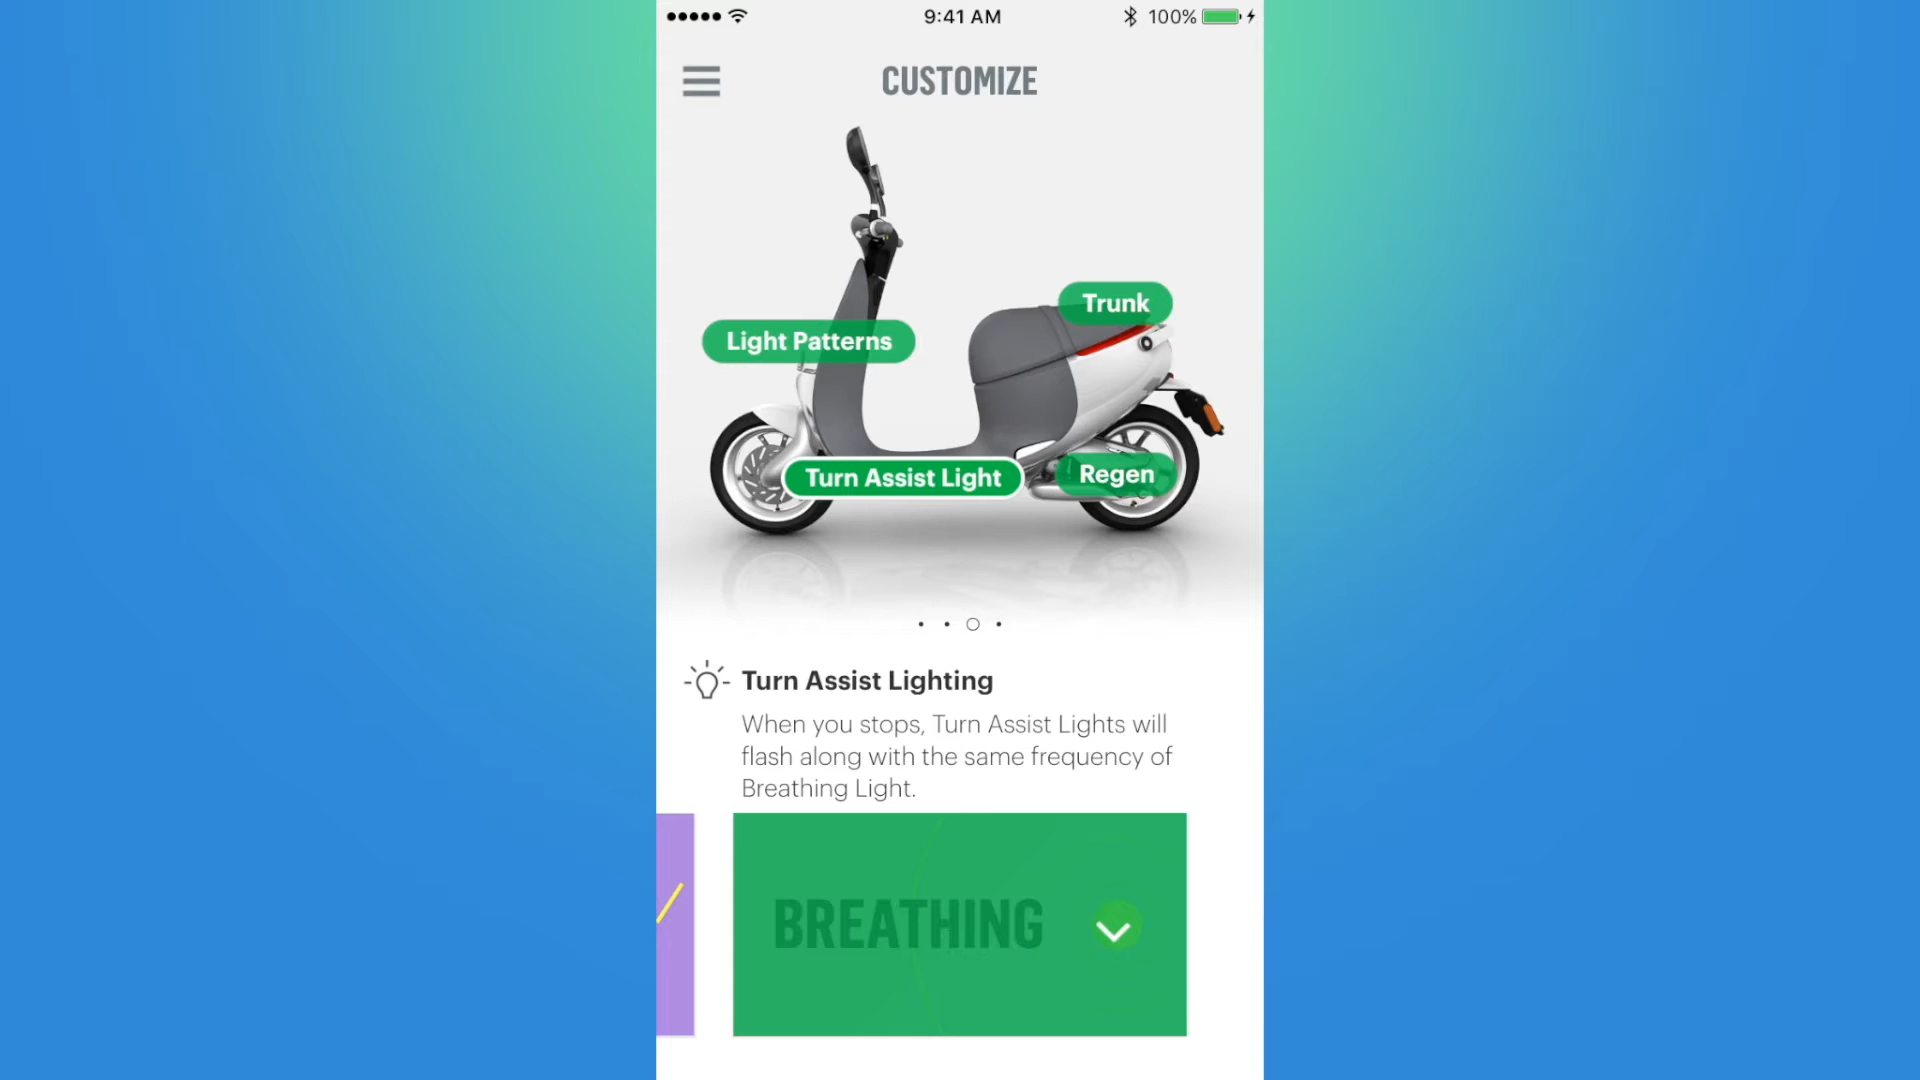 9:41 AM
100%
CUSTOMIZE
Trunk
Light Patterns
Turn Assist Light
Regen
Turn Assist Lighting
When you stops, Turn Assist Lights will
flash along with the same frequency of
Breathing Light.
BREATHING